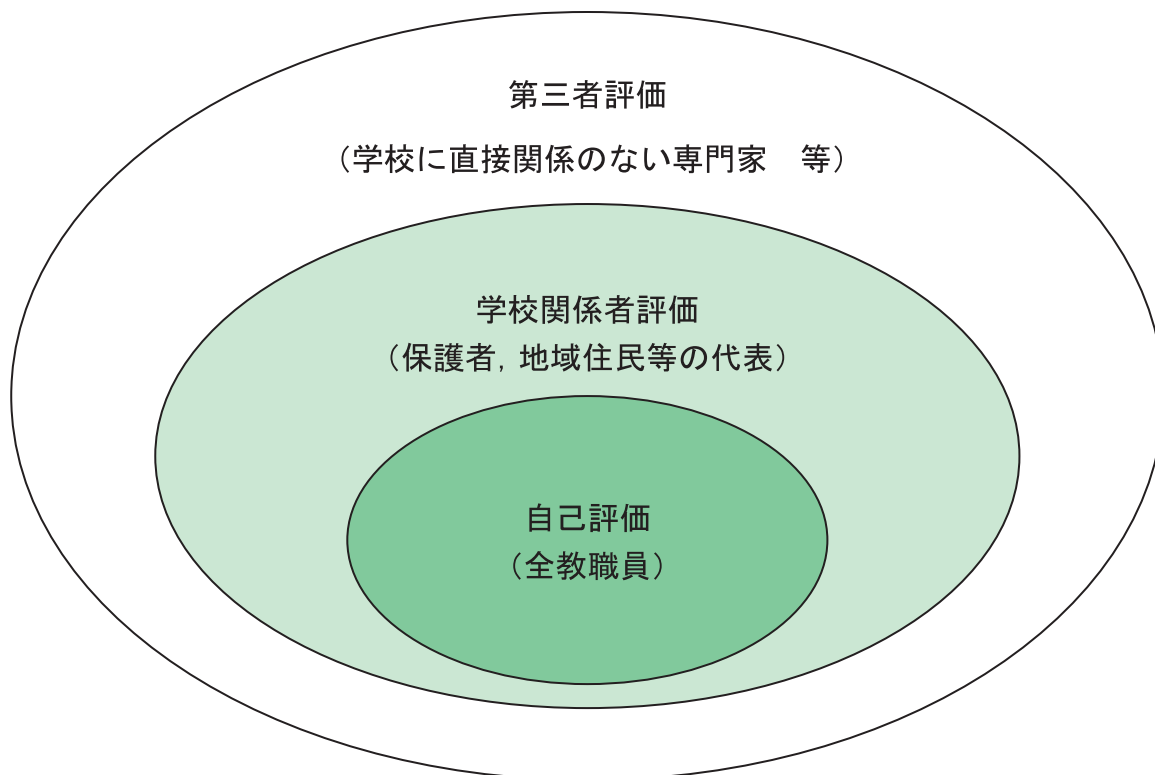 第三者評価
（学校に直接関係のない専門家　等）
学校関係者評価
（保護者，地域住民等の代表）
自己評価
（全教職員）